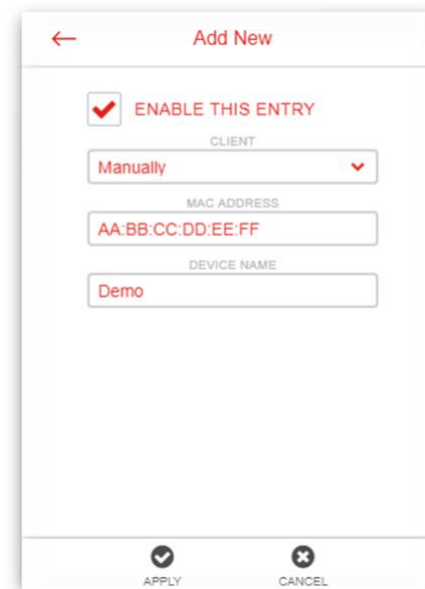 Add New
ENABLE THIS ENTRY
CLIENT
Manually
MAC ADDRESS
AA:BB:CC:DD:EE:FF
DEVICE NAME
Demo
APPLY CANCEL